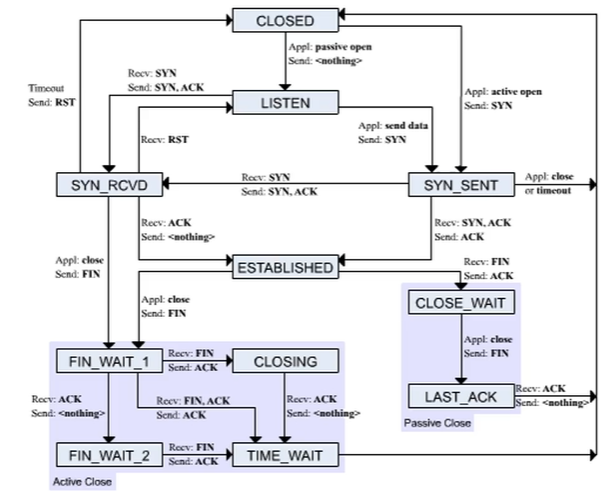 CLOSED
Appl: passive open
Send: <nothing>
Recv: SYN
Send: SYN, ACK
Timeout
Send: RST
LISTEN
Appl: active open
Send: SYN
Appl: send data
Send: SYN
Recv: RST
SYN_RCVD
Recv: SYN
Send: SYN, ACK
SYN_SENT
Appl: close
or timeout
Recv: ACK
Send: <nothing>
Recv: SYN, ACK
Send: ACK
Appl: close
Send: FIN
ESTABLISHED
Recv: FIN
Send: ACK
Appl: close
Send: FIN
CLOSE_WAIT
Appl: close
Send: FIN
FIN_WAIT_1
Recv: FIN
Send: ACK
CLOSING
Recv: ACK
Send: <nothing>
Recv: FIN, ACK
Send: ACK
Recv: ACK
Send: <nothing>
LAST_ACK
Recv: ACK
Send: <nothing>
Passive Close
FIN_WAIT_2
Recv: FIN
Send: ACK
TIME_WAIT
Active Close